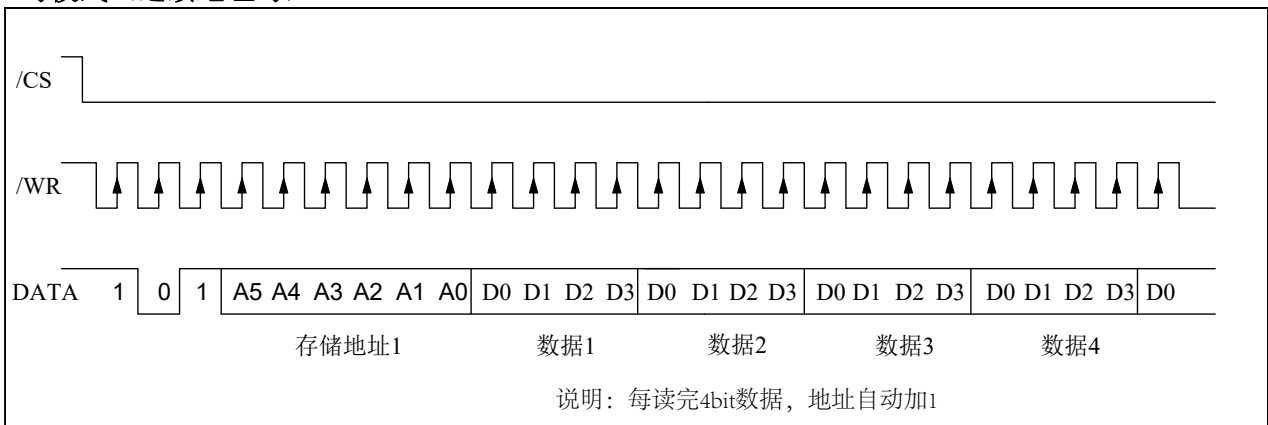 /CS
/WR
DATA 1 0 1 A5 A4 A3 A2 A1 A0 D0 D1 D2 D3 D0 D1 D2 D3 D0 D1 D2 D3 D0 D1 D2 D3 D0
存储地址1 数据1 数据2 数据3 数据4
说明：每读完4bit数据，地址自动加1